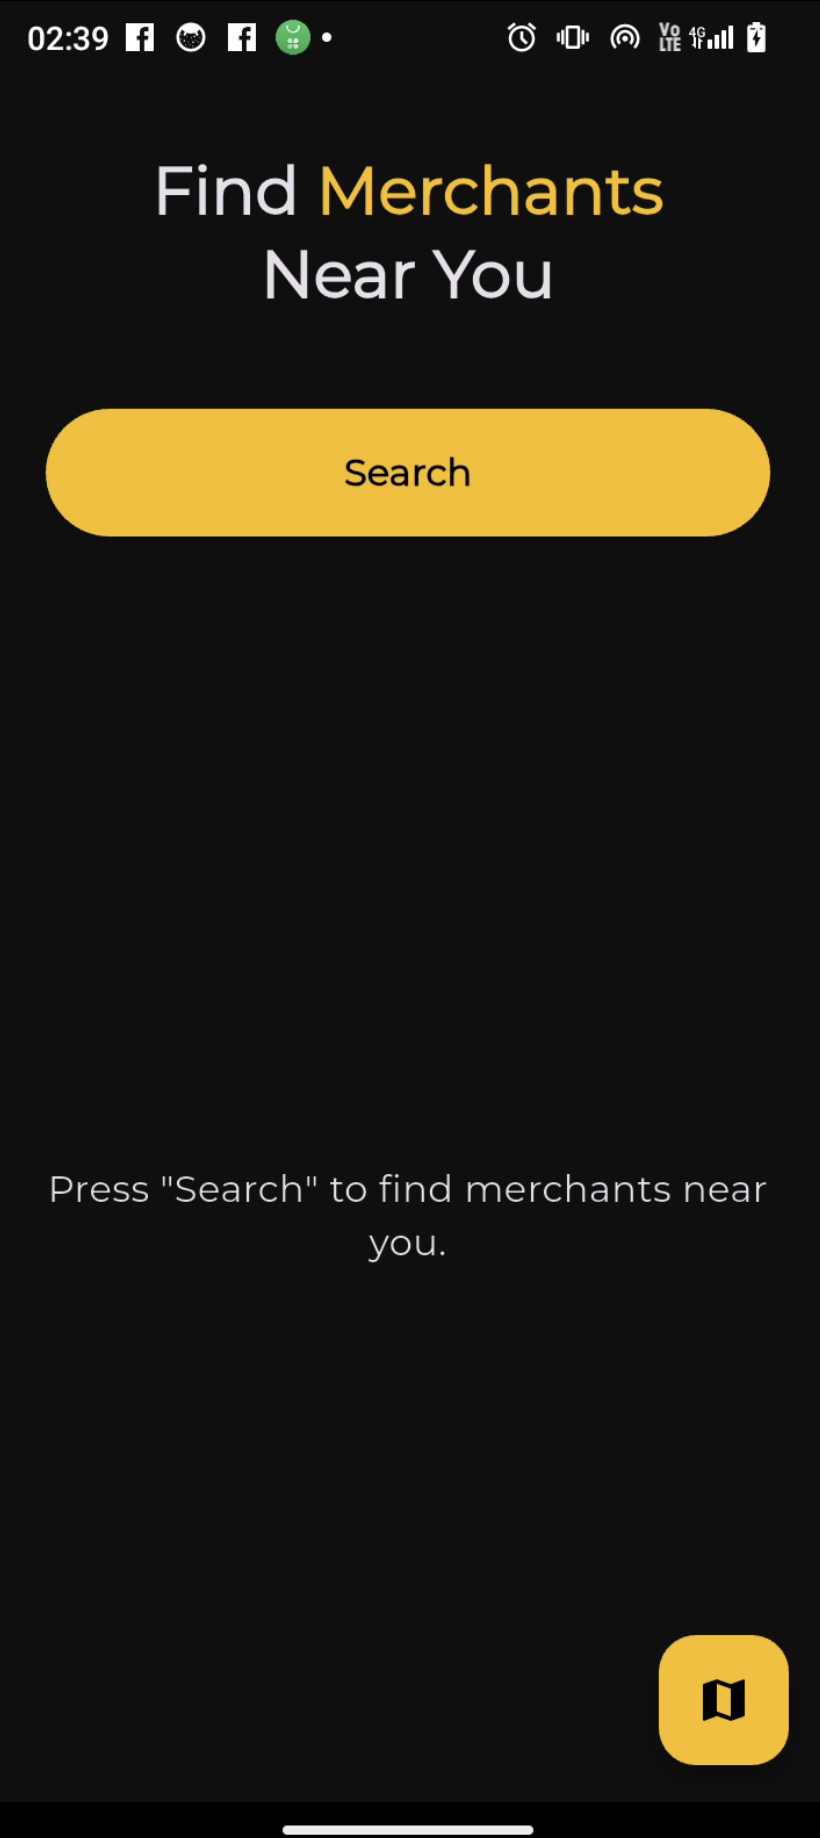 02:39
Vo
LTE
4G
Find Merchants
Near You
Search
Press "Search" to find merchants near
you.